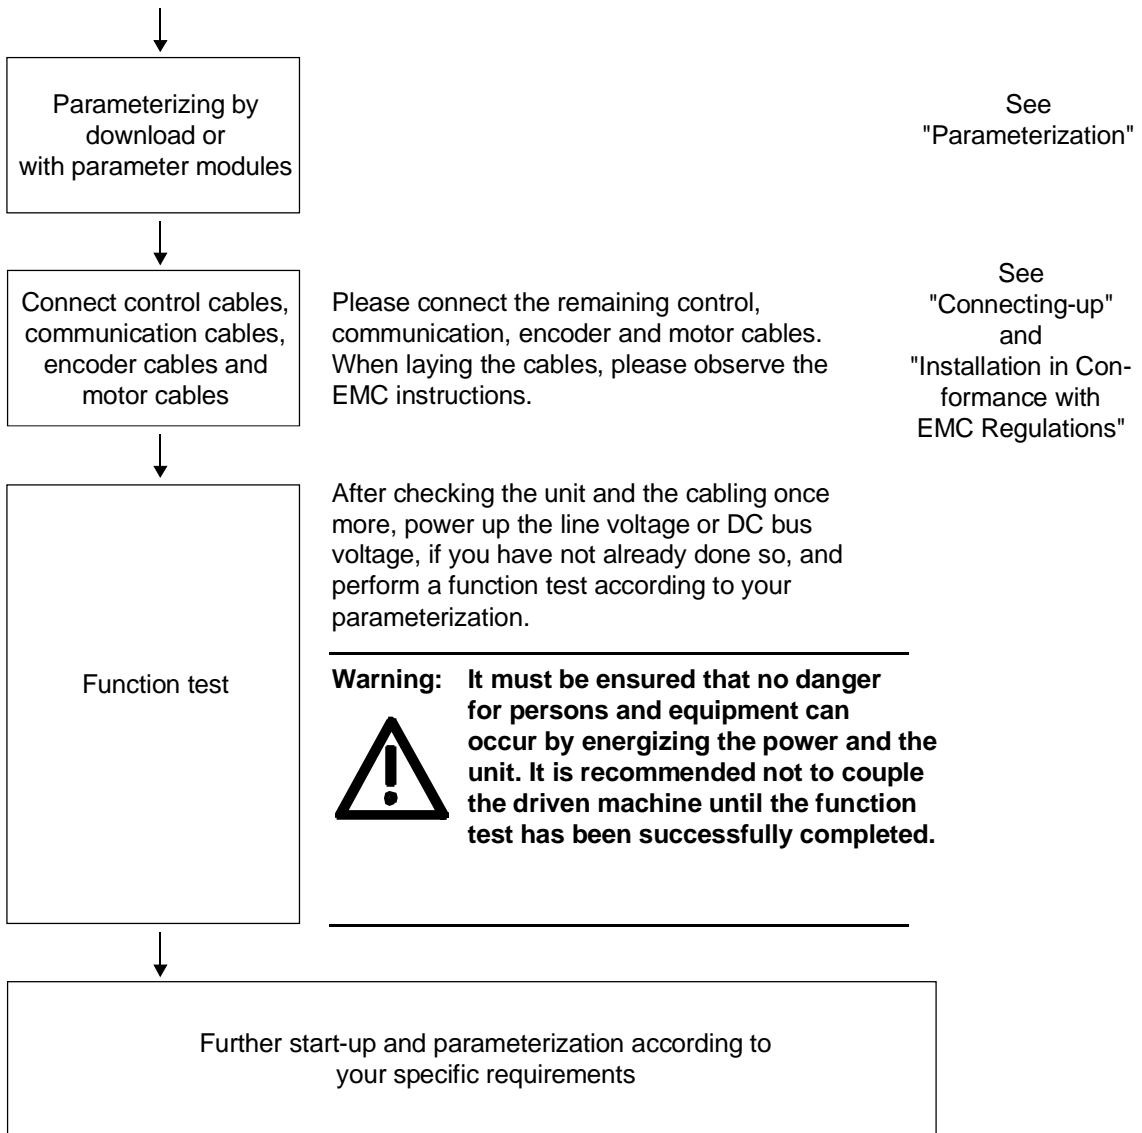 Parameterizing by
download or
with parameter modules
See
"Parameterization"
Connect control cables,
communication cables,
encoder cables and
motor cables
Please connect the remaining control,
communication, encoder and motor cables.
When laying the cables, please observe the
EMC instructions.
See
"Connecting-up"
and
"Installation in Con-
formance with
EMC Regulations"
Function test
After checking the unit and the cabling once
more, power up the line voltage or DC bus
voltage, if you have not already done so, and
perform a function test according to your
parameterization.
Warning: It must be ensured that no danger
for persons and equipment can
occur by energizing the power and the
unit. It is recommended not to couple
the driven machine until the function
test has been successfully completed.
Further start-up and parameterization according to
your specific requirements